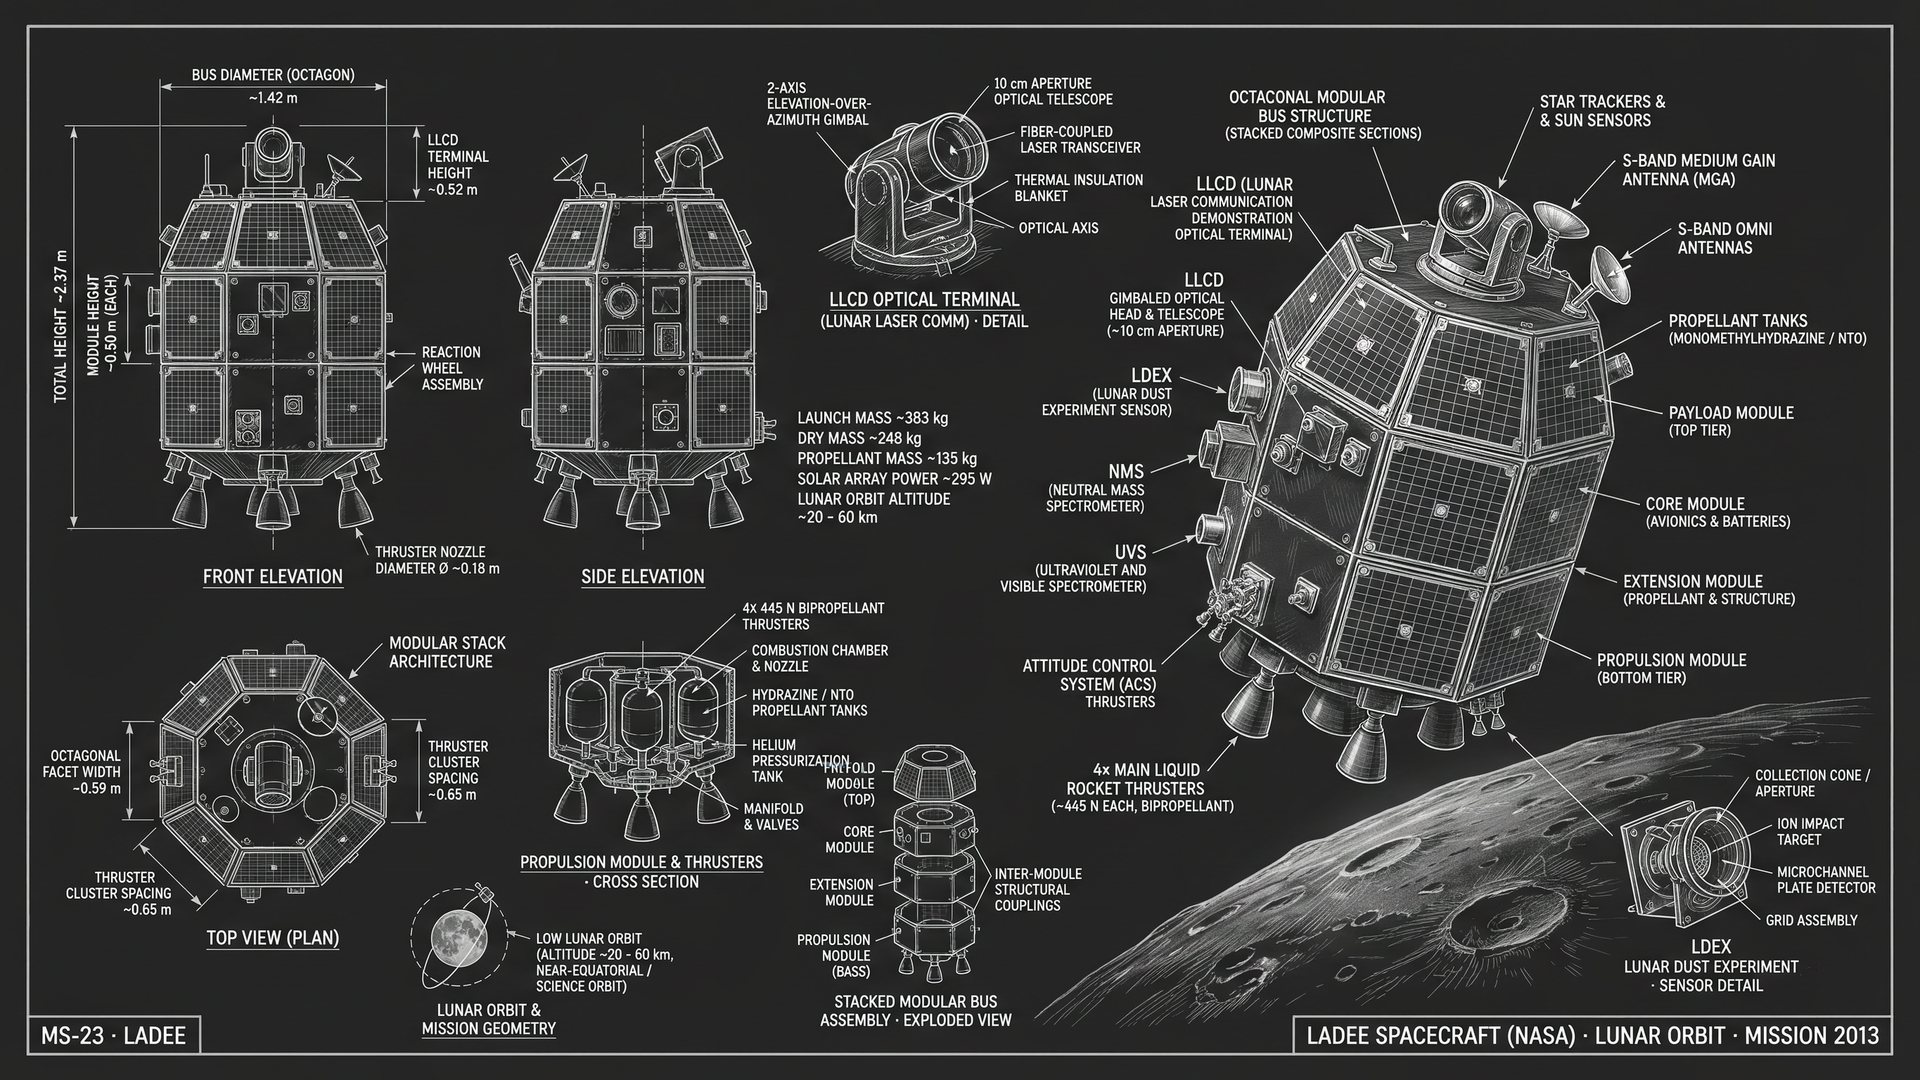 BUS DIAMETER (OCTAGON)
~1.42 m
LLCD
TERMINAL
HEIGHT
~0.52 m
TOTAL HEIGHT ~2.37 m
MODULE HEIGUT
~0.50 m (EACH)
REACTION
WHEEL
ASSEMBLY
THRUSTER NOZZLE
DIAMETER Ø ~0.18 m
FRONT ELEVATION
SIDE ELEVATION
2-AXIS
ELEVATION-OVER-
AZIMUTH GIMBAL
10 cm APERTURE
OPTICAL TELESCOPE
FIBER-COUPLED
LASER TRANSCEIVER
THERMAL INSULATION
BLANKET
OPTICAL AXIS
LLCD OPTICAL TERMINAL
(LUNAR LASER COMM) · DETAIL
LAUNCH MASS ~383 kg
DRY MASS ~248 kg
PROPELLANT MASS ~135 kg
SOLAR ARRAY POWER ~295 W
LUNAR ORBIT ALTITUDE
~20 - 60 km
OCTACONAL MODULAR
BUS STRUCTURE
(STACKED COMPOSITE SECTIONS)
STAR TRACKERS &
& SUN SENSORS
S-BAND MEDIUM GAIN
ANTENNA (MGA)
S-BAND OMNI
ANTENNAS
LLCD (LUNAR
LASER COMMUNICATION
DEMONSTRATION
OPTICAL TERMINAL)
LLCD
GIMBALED OPTICAL
HEAD & TELESCOPE
(~10 cm APERTURE)
LDEX
(LUNAR DUST
EXPERIMENT SENSOR)
NMS
(NEUTRAL MASS
SPECTROMETER)
UVS
(ULTRAVIOLET AND
VISIBLE SPECTROMETER)
ATTITUDE CONTROL
SYSTEM (ACS)
THRUSTERS
4x MAIN LIQUID
ROCKET THRUSTERS
(~445 N EACH, BIPROPELLANT)
PROPELLANT TANKS
(MONOMETHYLHYDRAZINE / NTO)
PAYLOAD MODULE
(TOP TIER)
CORE MODULE
(AVIONICS & BATTERIES)
EXTENSION MODULE
(PROPELLANT & STRUCTURE)
PROPULSION MODULE
(BOTTOM TIER)
MODULAR STACK
ARCHITECTURE
OCTAGONAL
FACET WIDTH
~0.59 m
THRUSTER
CLUSTER
SPACING
~0.65 m
THRUSTER
CLUSTER SPACING
~0.65 m
TOP VIEW (PLAN)
4x 445 N BIPROPELLANT
THRUSTERS
COMBUSTION CHAMBER
& NOZZLE
HYDRAZINE / NTO
PROPELLANT TANKS
HELIUM
PRESSURIZATION
TANK
MANIFOLD
& VALVES
PROPULSION MODULE & THRUSTERS
· CROSS SECTION
MODULE
(TOP)
CORE
MODULE
EXTENSION
MODULE
PROPULSION
MODULE
(BASS)
INTER-MODULE
STRUCTURAL
COUPLINGS
STACKED MODULAR BUS
ASSEMBLY · EXPLODED VIEW
LOW LUNAR ORBIT
(ALTITUDE ~20 - 60 km,
NEAR-EQUATORIAL /
SCIENCE ORBIT)
LUNAR ORBIT &
MISSION GEOMETRY
COLLECTION CONE /
APERTURE
ION IMPACT
TARGET
MICROCHANNEL
PLATE DETECTOR
GRID ASSEMBLY
LDEX
LUNAR DUST EXPERIMENT
· SENSOR DETAIL
MS-23 · LADEE
LADEE SPACECRAFT (NASA) · LUNAR ORBIT · MISSION 2013